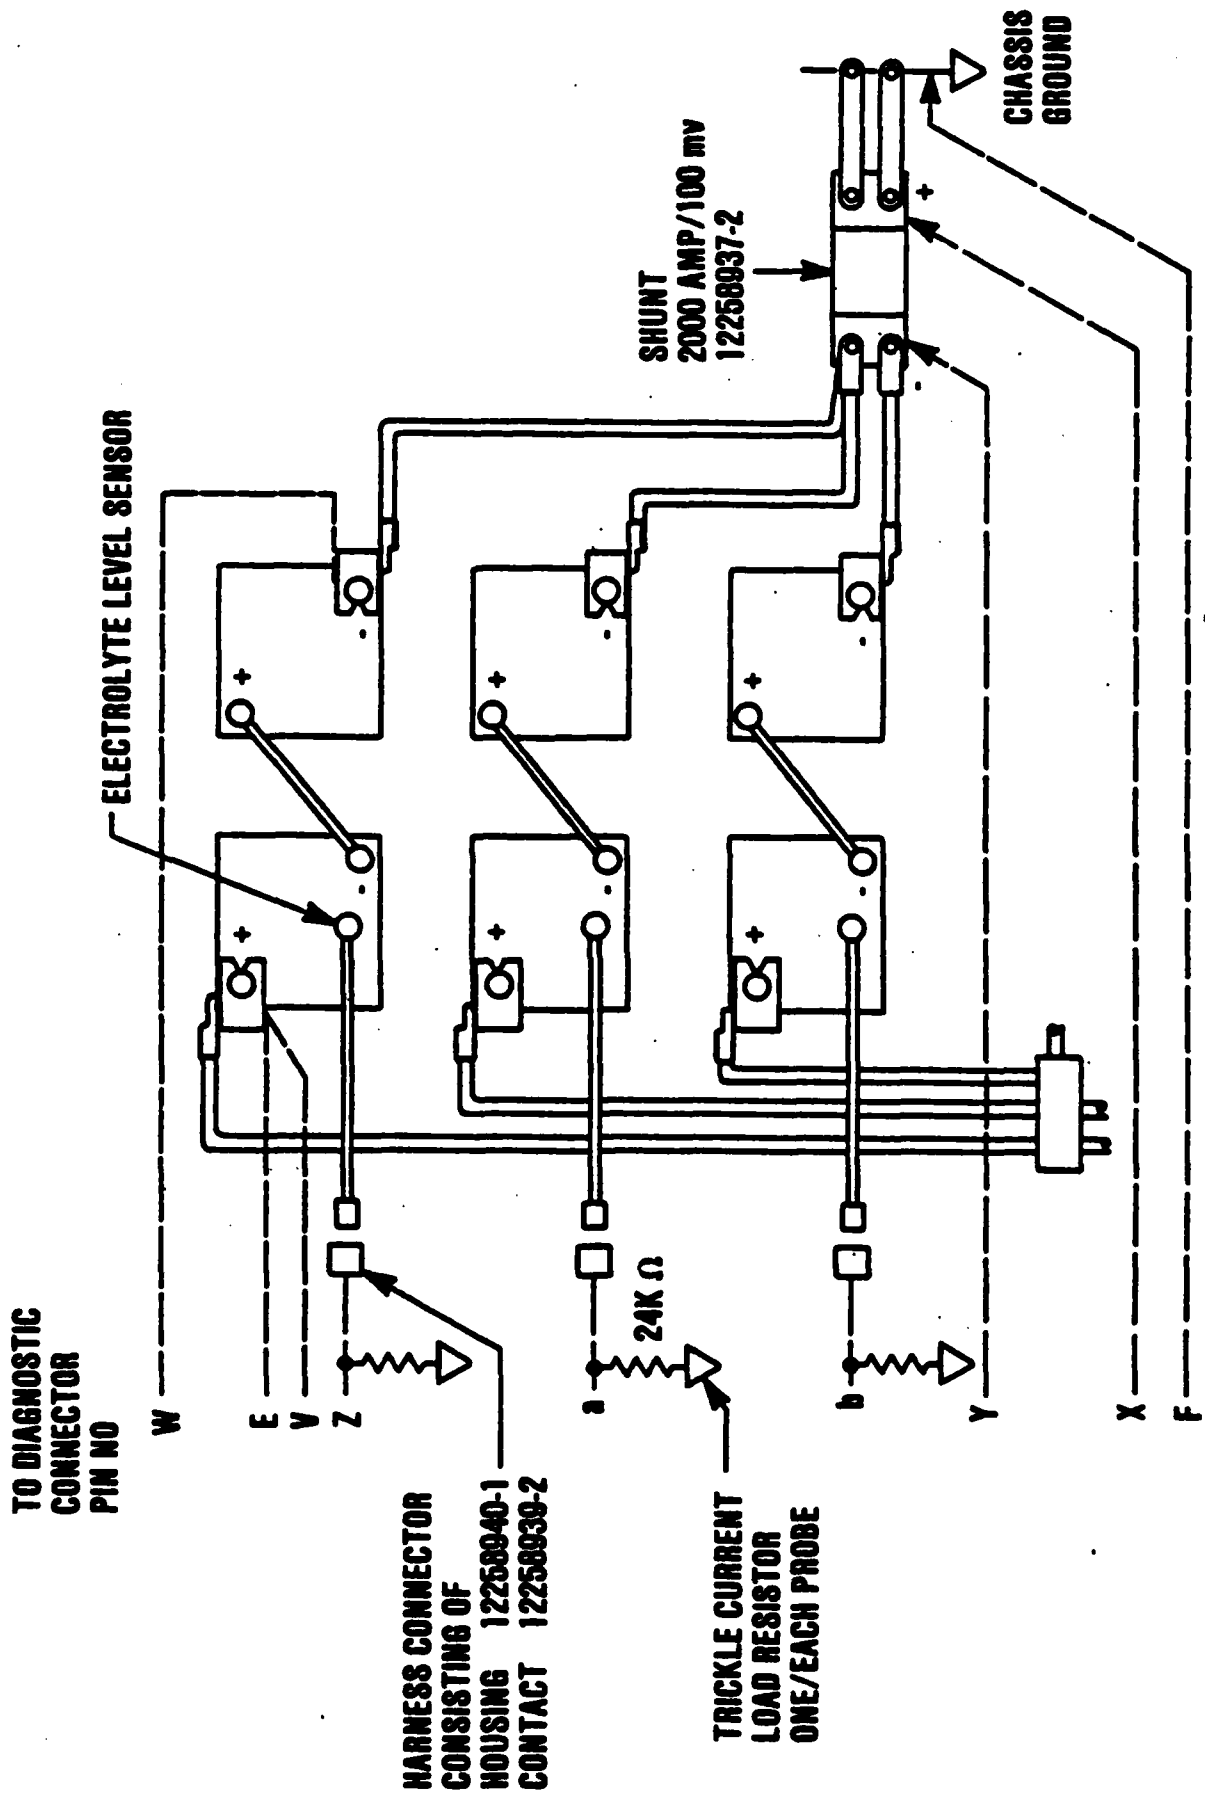 TO DIAGNOSTIC
CONNECTOR
PIN NO
W
E
V
Z
a
b
Y
X
F
ELECTROLYTE LEVEL SENSOR
SHUNT
2000 AMP/100 mv
12258937-2
CHASSIS
GROUND
+
-
+
-
+
-
+
-
+
-
+
-
-
+
24K Ω
HARNESS CONNECTOR
CONSISTING OF
HOUSING 12258940-1
CONTACT 12258939-2
TRICKLE CURRENT
LOAD RESISTOR
ONE/EACH PROBE